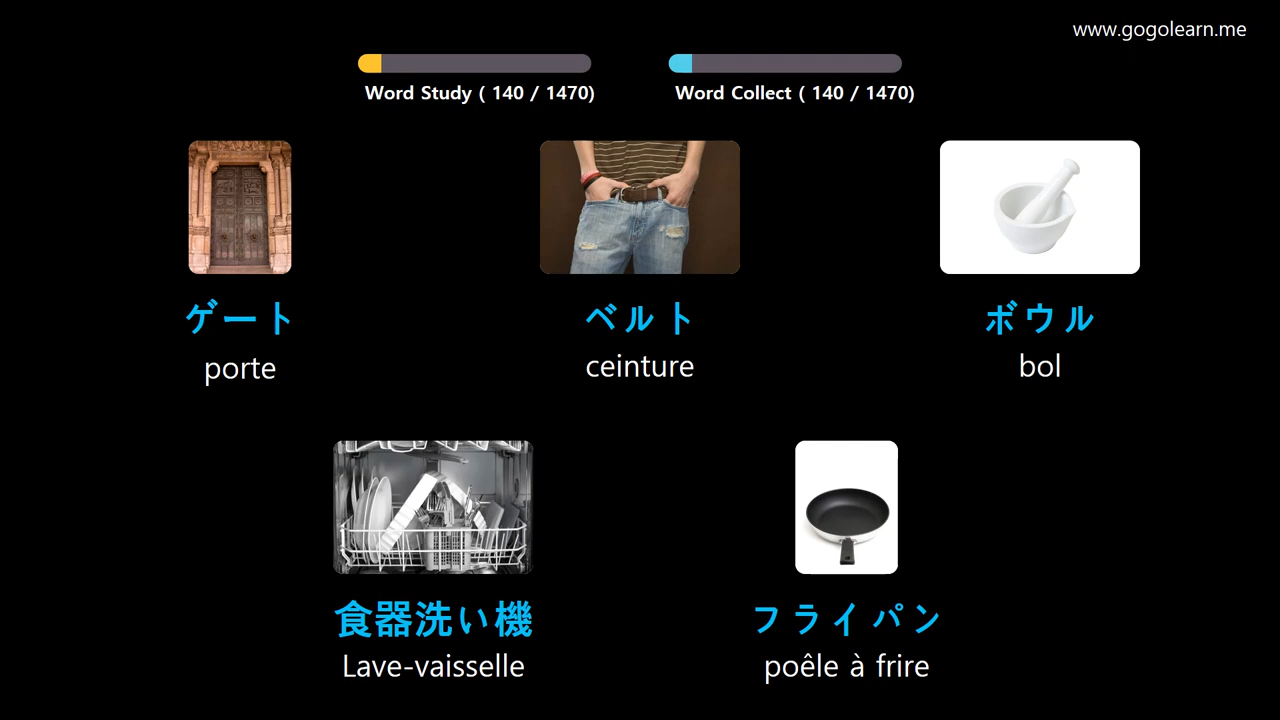 www.gogolearn.me
Word Study ( 140 / 1470)
Word Collect ( 140 / 1470)
ゲート
porte
ベルト
ceinture
ボウル
bol
食器洗い機
Lave-vaisselle
フライパン
poêle à frire